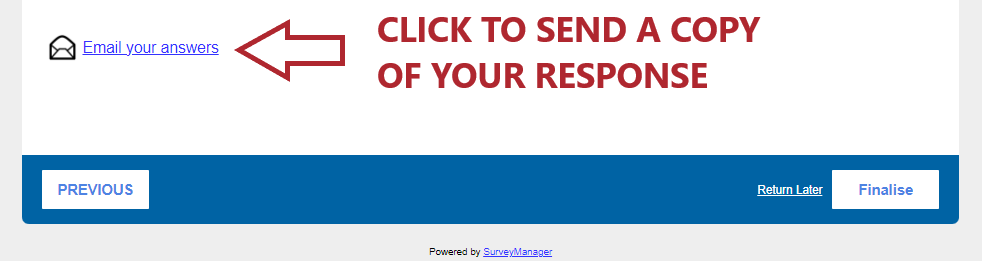 Email your answers
CLICK TO SEND A COPY
OF YOUR RESPONSE
PREVIOUS
Return Later
Finalise
Powered by SurveyManager